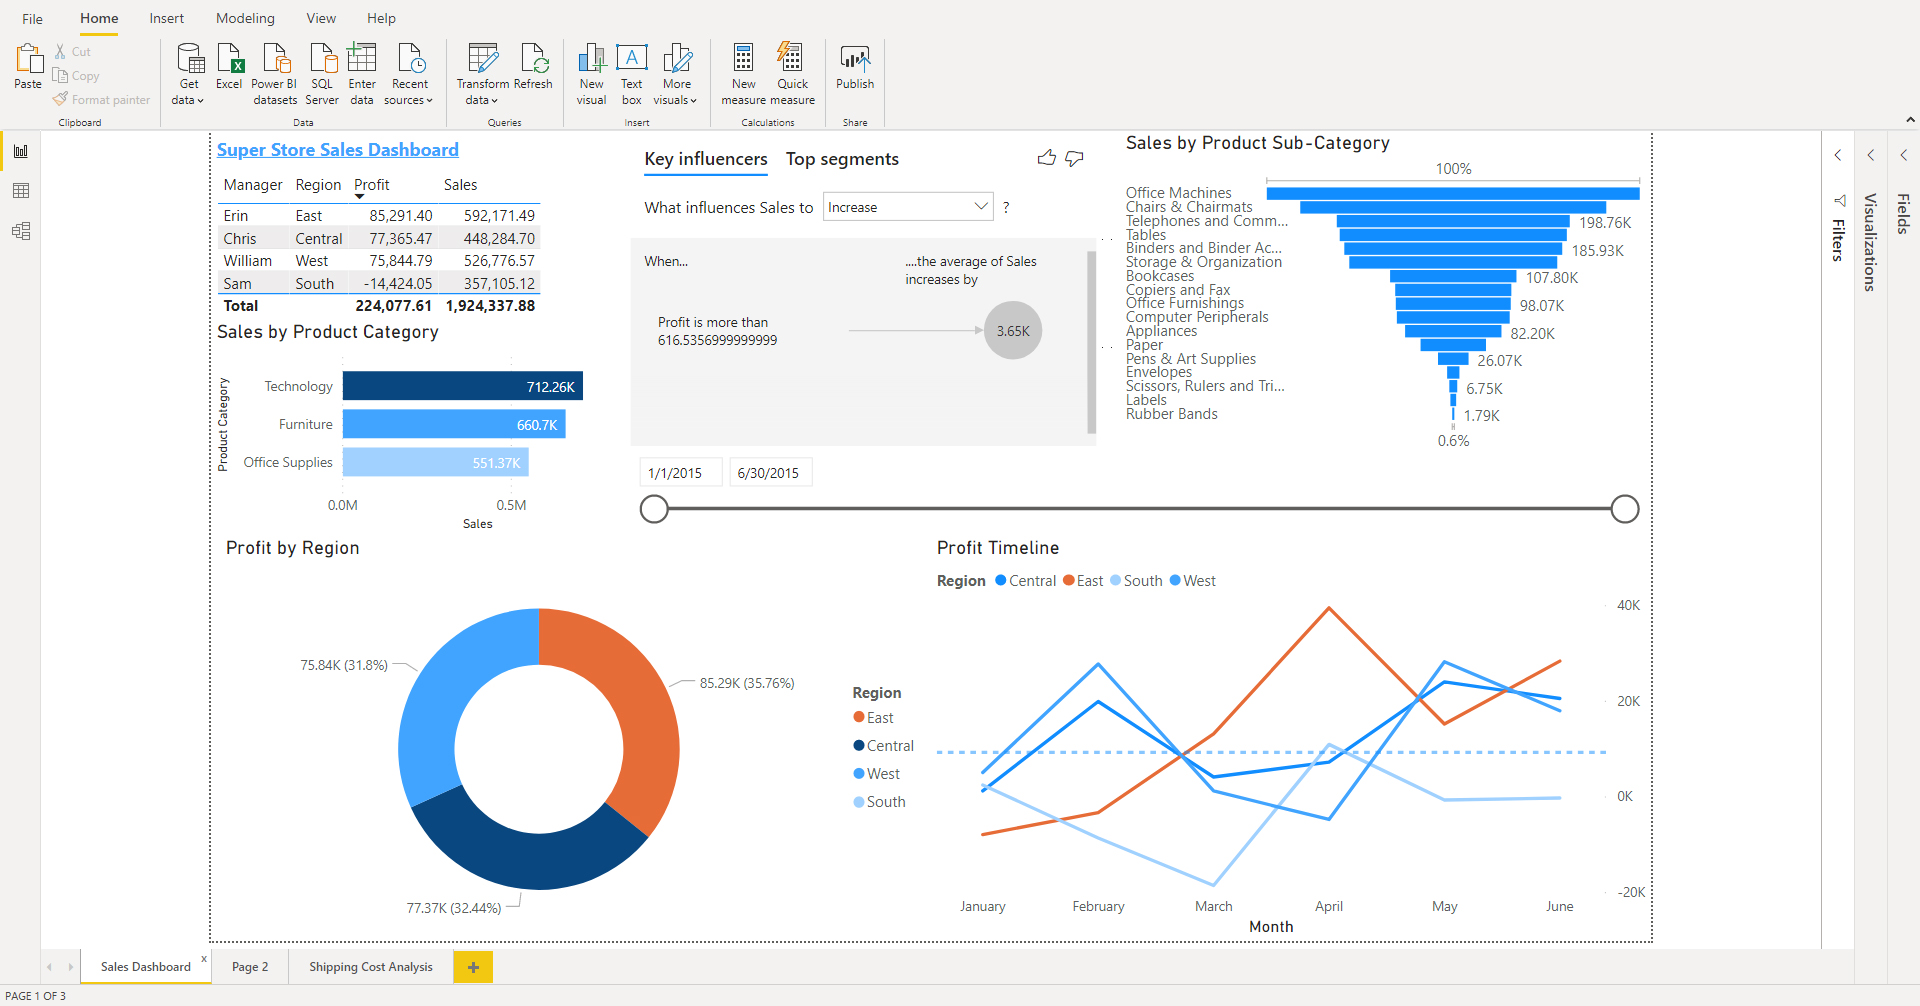 File Home Insert Modeling View Help
Paste
Cut
Copy
Format painter
Clipboard
Get data
Excel
Power BI datasets
SQL Server
Enter data
Recent sources
Data
Transform data
Refresh
Queries
New visual
Text box
More visuals
Insert
New measure
Quick measure
Calculations
Publish
Share
Super Store Sales Dashboard
Manager Region Profit Sales
Erin East 85,291.40 592,171.49
Chris Central 77,365.47 448,284.70
William West 75,844.79 526,776.57
Sam South -14,424.05 357,105.12
Total 224,077.61 1,924,337.88
Sales by Product Category
Product Category
Technology 712.26K
Furniture 660.7K
Office Supplies 551.37K
0.0M 0.5M
Sales
Key influencers Top segments
What influences Sales to Increase ?
When...
....the average of Sales
increases by
Profit is more than
616.5356999999999
3.65K
1/1/2015 6/30/2015
Sales by Product Sub-Category
100%
Office Machines
Chairs & Chairmats
Telephones and Comm... 198.76K
Tables
Binders and Binder Ac... 185.93K
Storage & Organization
Bookcases 107.80K
Copiers and Fax
Office Furnishings 98.07K
Computer Peripherals
Appliances 82.20K
Paper
Pens & Art Supplies 26.07K
Envelopes
Scissors, Rulers and Tri... 6.75K
Labels
Rubber Bands 1.79K
0.6%
Filters
Visualizations
Fields
Profit by Region
75.84K (31.8%)
85.29K (35.76%)
77.37K (32.44%)
Region
East
Central
West
South
Profit Timeline
Region Central East South West
40K
20K
0K
-20K
January February March April May June
Month
Sales Dashboard x Page 2 Shipping Cost Analysis +
PAGE 1 OF 3